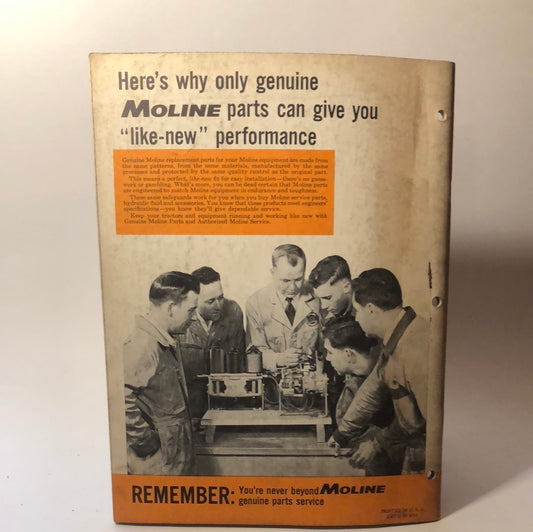 Here's why only genuine
MOLINE parts can give you
"like-new" performance
Genuine Moline replacement parts for your Moline equipment are made from
the same patterns, from the same materials, manufactured by the same
processes and protected by the same quality control as the original part.
This means a perfect, like-new fit for easy installation—there's no guess-
work or gambling. What's more, you can be dead certain that Moline parts
are engineered to match Moline equipment in endurance and toughness.
These same safeguards work for you when you buy Moline service parts,
hydraulic fluid and accessories. You know that these products meet engineers'
specifications—you know they'll give dependable service.
Keep your tractors and equipment running and working like new with
Genuine Moline Parts and Authorized Moline Service.
REMEMBER: You're never beyond MOLINE
genuine parts service
PRINTED IN U.S.A.